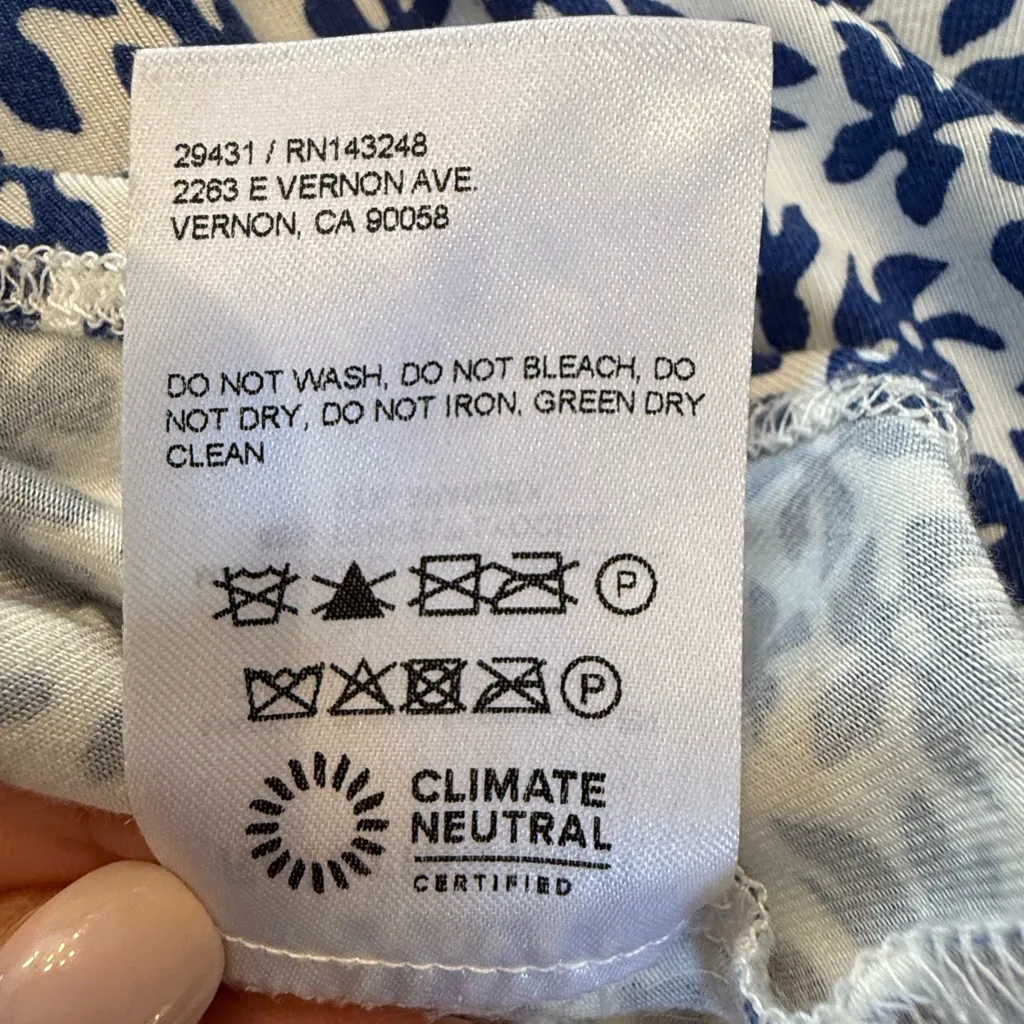 29431 / RN143248
2263 E VERNON AVE.
VERNON, CA 90058
DO NOT WASH, DO NOT BLEACH, DO
NOT DRY, DO NOT IRON, GREEN DRY
CLEAN
P
P
CLIMATE
NEUTRAL
CERTIFIED